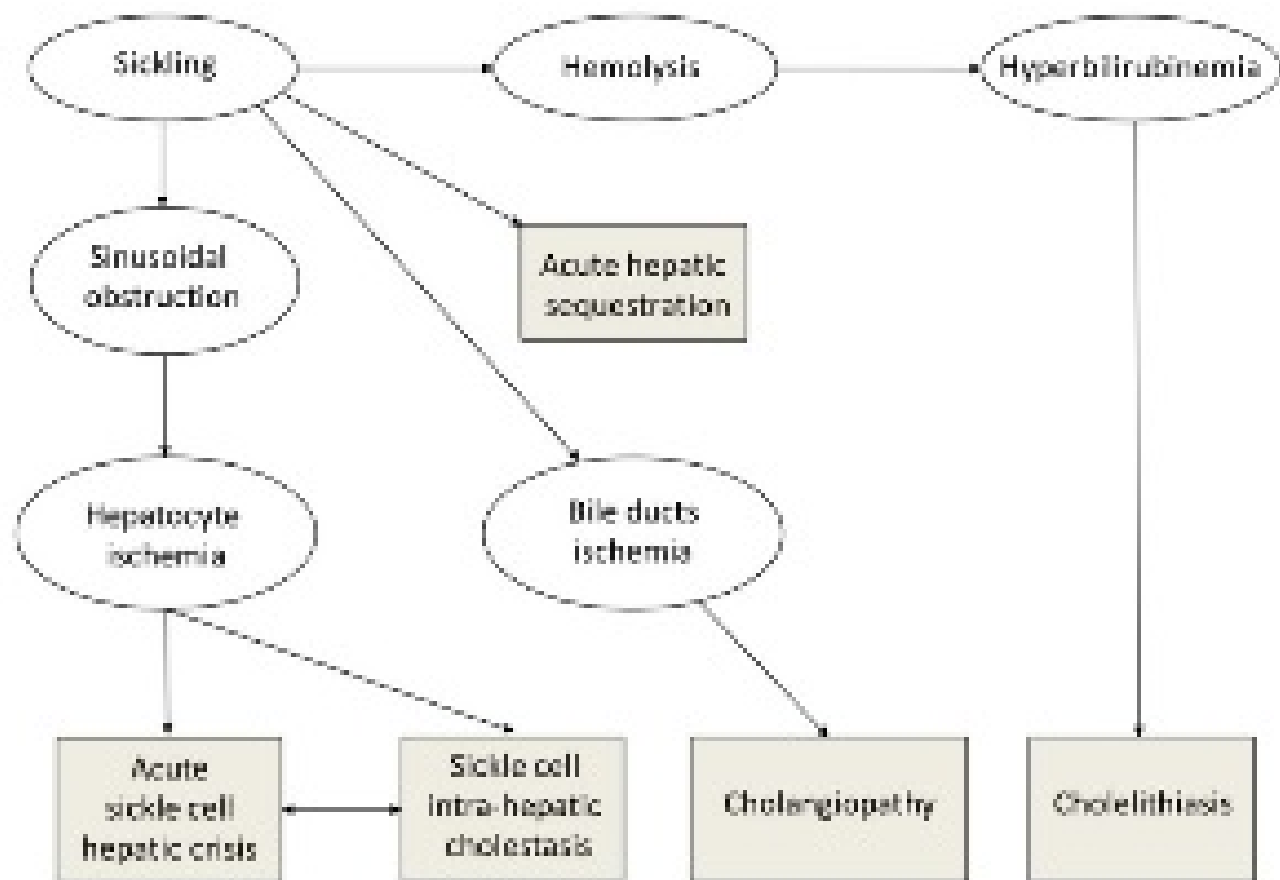 Sickling
Hemolysis
Hyperbilirubinemia
Sinusoidal
obstruction
Acute hepatic
sequestration
Hepatocyte
ischemia
Bile ducts
ischemia
Acute
sickle cell
hepatic crisis
Sickle cell
intra-hepatic
cholestasis
Cholangiopathy
Cholelithiasis